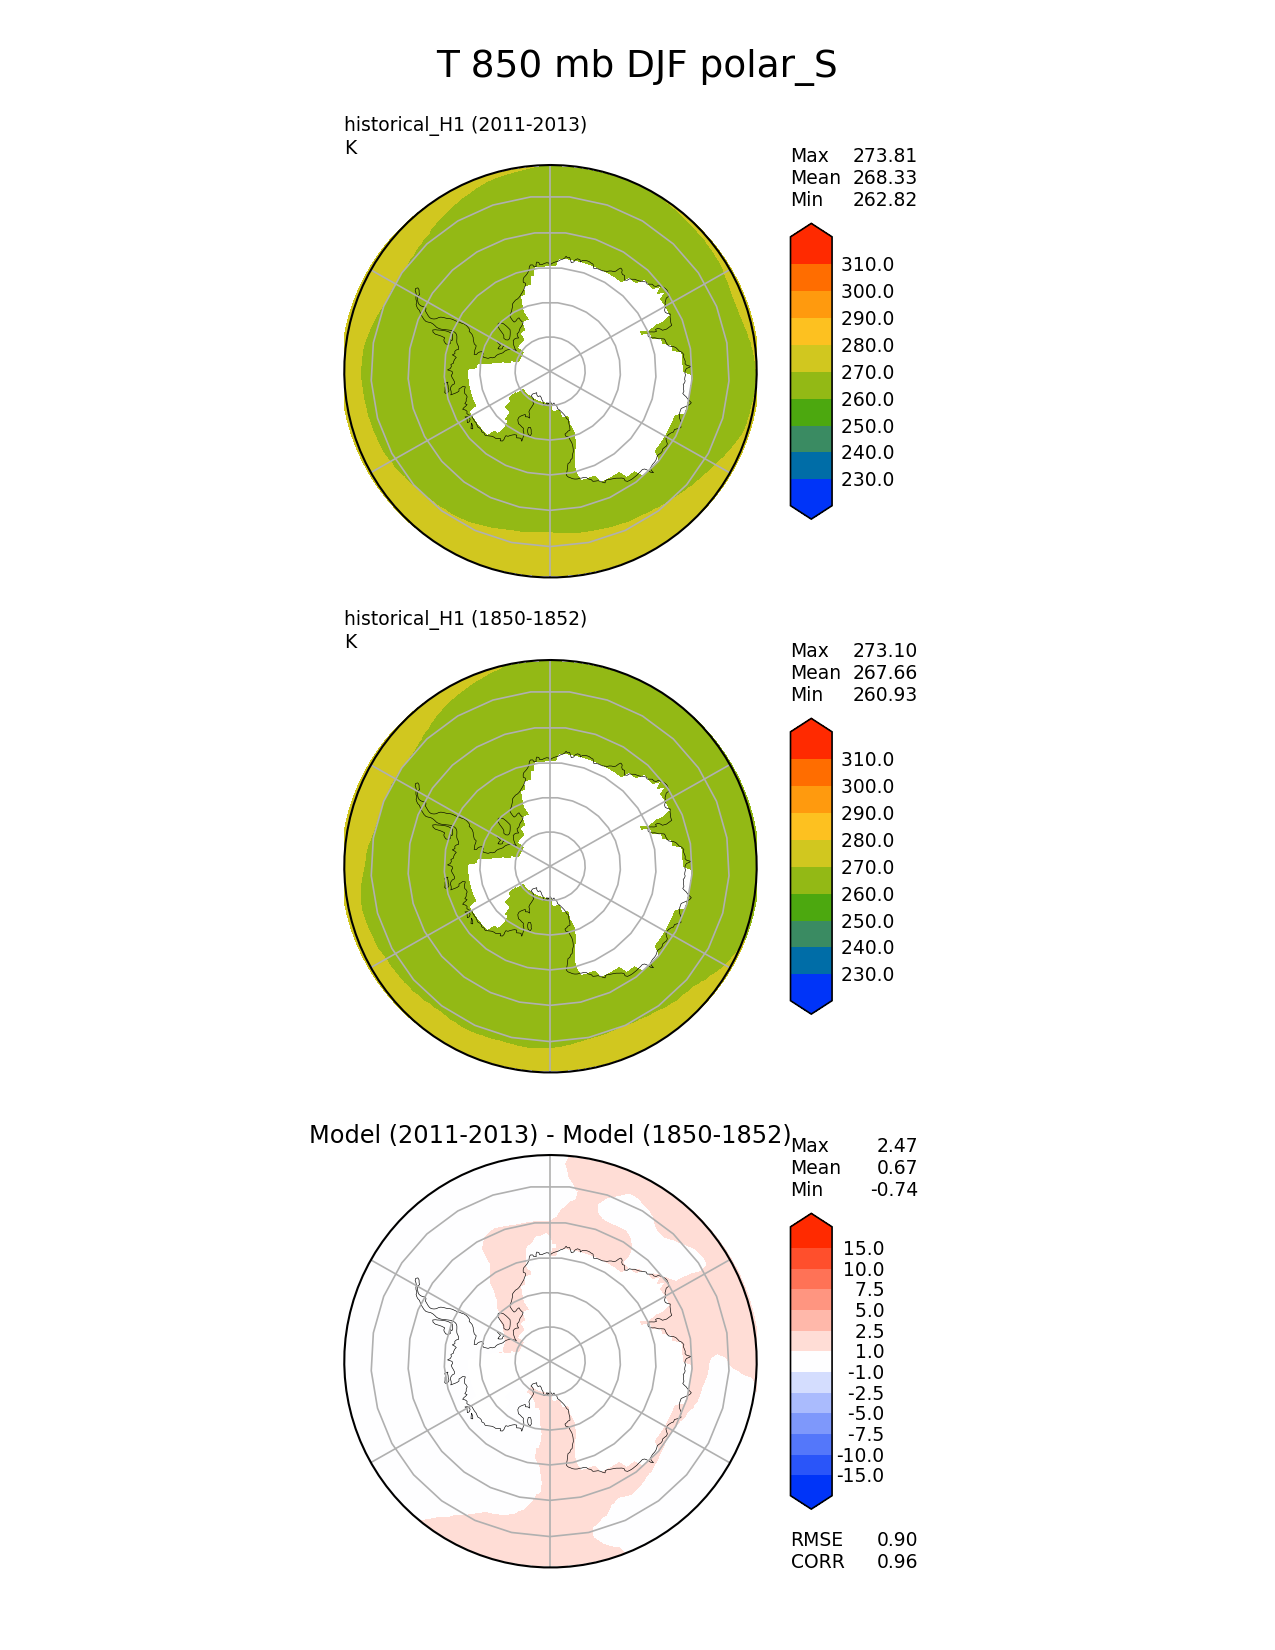 T 850 mb DJF polar_S
historical_H1 (2011-2013)
K
Max 273.81
Mean 268.33
Min 262.82
310.0
300.0
290.0
280.0
270.0
260.0
250.0
240.0
230.0
historical_H1 (1850-1852)
K
Max 273.10
Mean 267.66
Min 260.93
310.0
300.0
290.0
280.0
270.0
260.0
250.0
240.0
230.0
Model (2011-2013) - Model (1850-1852)
Max 2.47
Mean 0.67
Min -0.74
15.0
10.0
7.5
5.0
2.5
1.0
-1.0
-2.5
-5.0
-7.5
-10.0
-15.0
RMSE 0.90
CORR 0.96